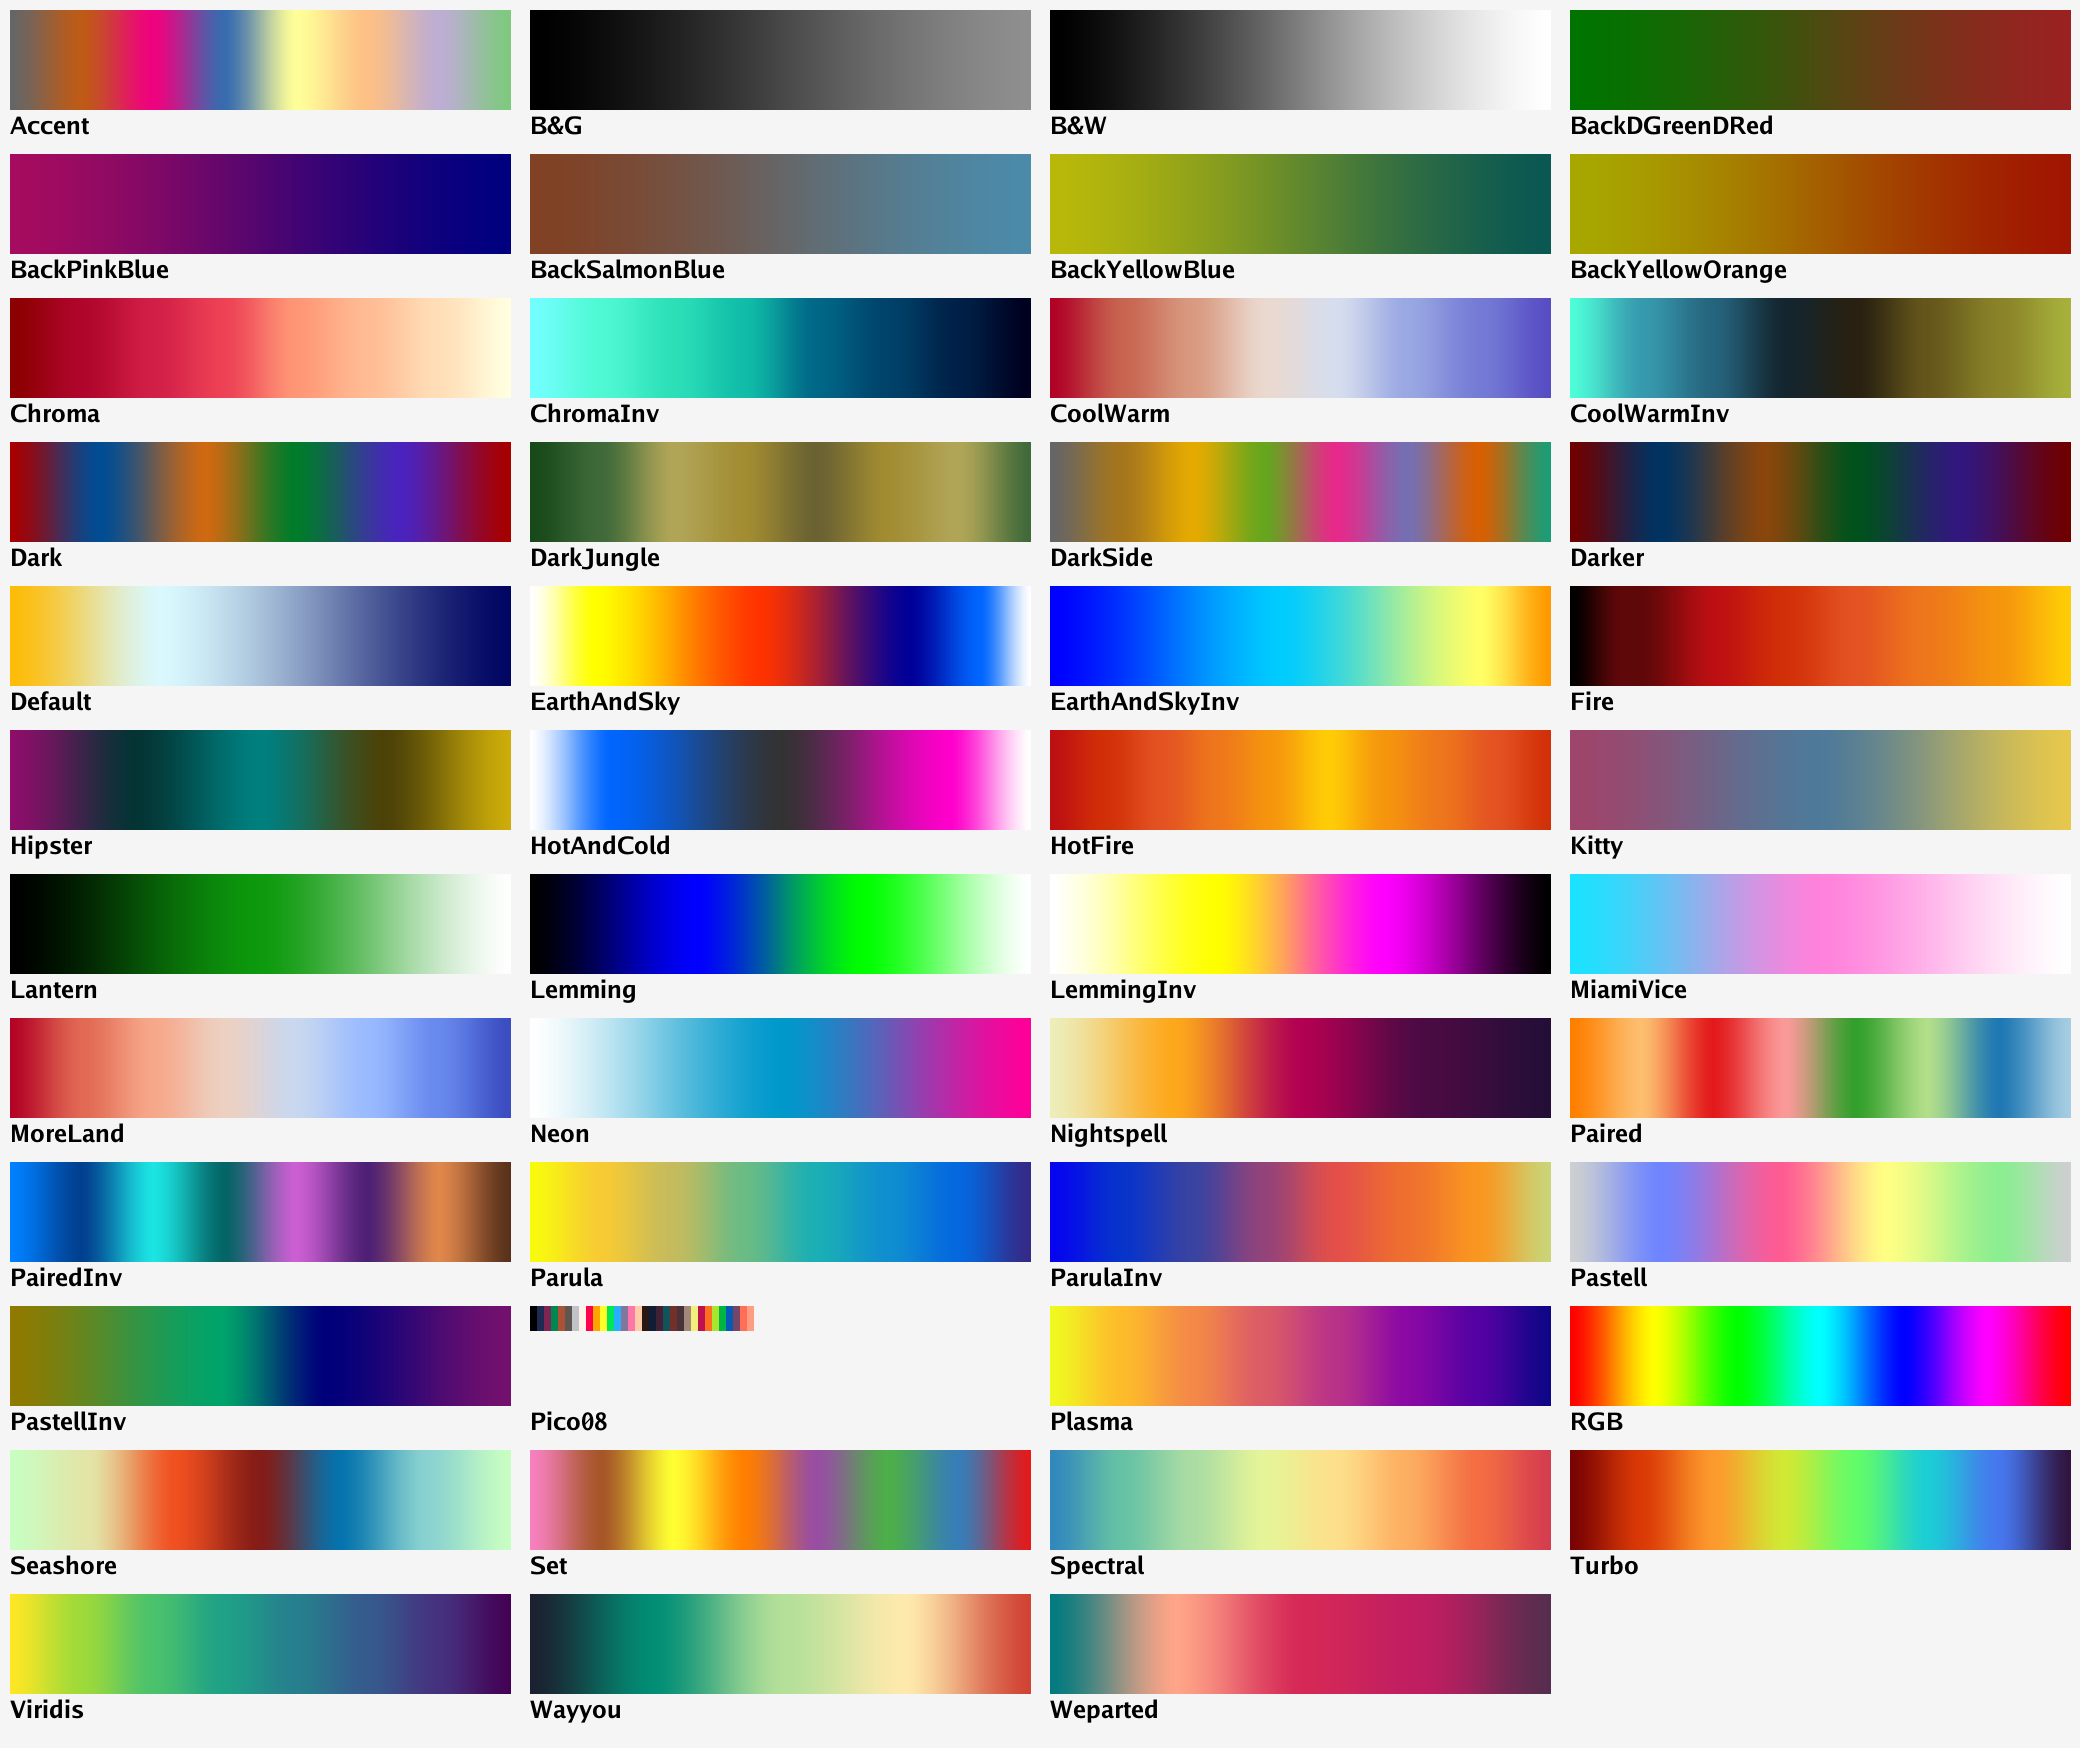 Accent
B&G
B&W
BackDGreenDRed
BackPinkBlue
BackSalmonBlue
BackYellowBlue
BackYellowOrange
Chroma
ChromaInv
CoolWarm
CoolWarmInv
Dark
DarkJungle
DarkSide
Darker
Default
EarthAndSky
EarthAndSkyInv
Fire
Hipster
HotAndCold
HotFire
Kitty
Lantern
Lemming
LemmingInv
MiamiVice
MoreLand
Neon
Nightspell
Paired
PairedInv
Parula
ParulaInv
Pastell
PastellInv
Pico08
Plasma
RGB
Seashore
Set
Spectral
Turbo
Viridis
Wayyou
Weparted